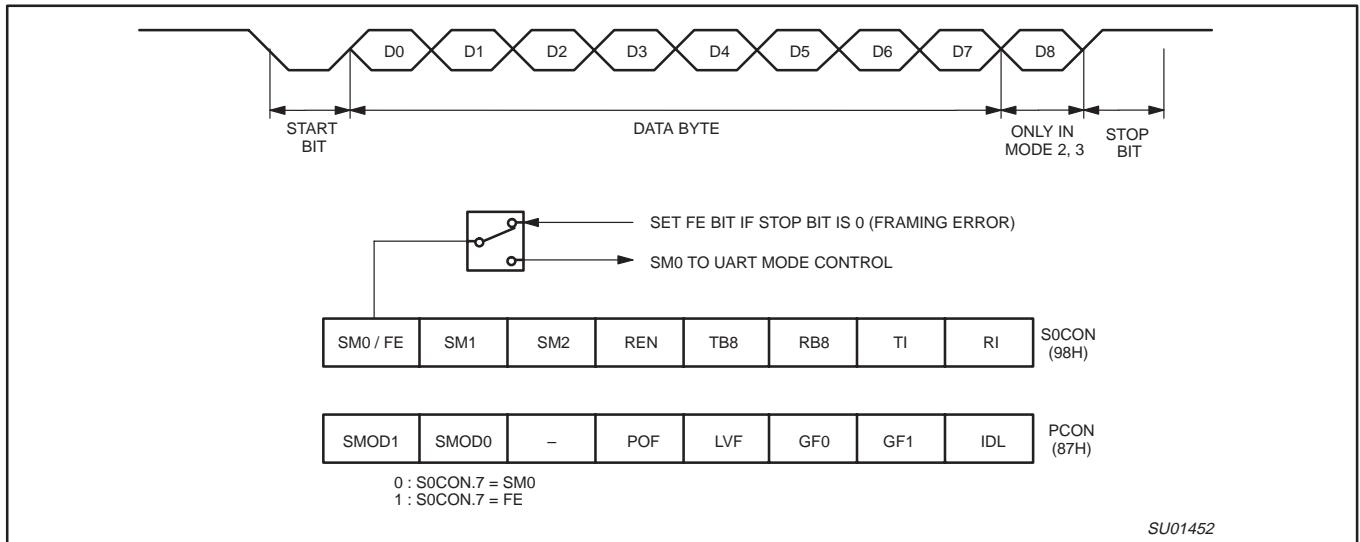 D0 D1 D2 D3 D4 D5 D6 D7 D8
START
BIT
DATA BYTE
ONLY IN
MODE 2, 3
STOP
BIT
SET FE BIT IF STOP BIT IS 0 (FRAMING ERROR)
SM0 TO UART MODE CONTROL
SM0 / FE SM1 SM2 REN TB8 RB8 TI RI
S0CON
(98H)
SMOD1 SMOD0 – POF LVF GF0 GF1 IDL
PCON
(87H)
0 : S0CON.7 = SM0
1 : S0CON.7 = FE
SU01452